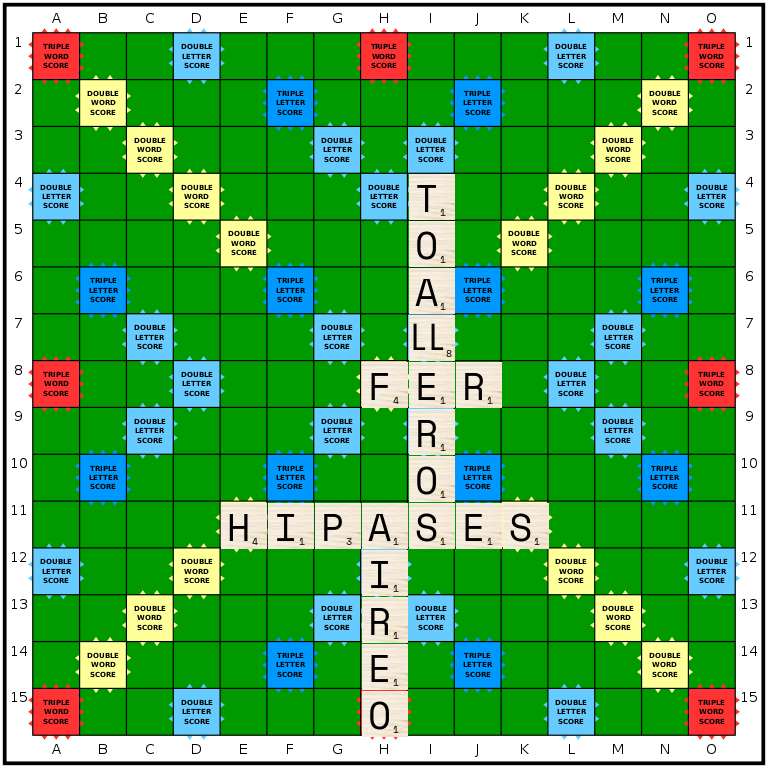 A B C D E F G H I J K L M N O
1 TRIPLE DOUBLE TRIPLE DOUBLE TRIPLE 1
WORD LETTER WORD LETTER WORD
SCORE SCORE SCORE SCORE SCORE
2 DOUBLE TRIPLE TRIPLE DOUBLE 2
WORD LETTER LETTER WORD
SCORE SCORE SCORE SCORE
3 DOUBLE DOUBLE DOUBLE DOUBLE 3
WORD LETTER LETTER WORD
SCORE SCORE SCORE SCORE
4 DOUBLE DOUBLE DOUBLE T1 DOUBLE DOUBLE 4
LETTER WORD LETTER WORD LETTER
SCORE SCORE SCORE SCORE SCORE
5 DOUBLE O1 DOUBLE 5
WORD WORD
SCORE SCORE
6 TRIPLE TRIPLE A1 TRIPLE TRIPLE 6
LETTER LETTER LETTER LETTER
SCORE SCORE SCORE SCORE
7 DOUBLE DOUBLE LL8 DOUBLE 7
LETTER LETTER LETTER
SCORE SCORE SCORE
8 TRIPLE DOUBLE F4 E1 R1 DOUBLE TRIPLE 8
WORD LETTER LETTER WORD
SCORE SCORE SCORE SCORE
9 DOUBLE DOUBLE R1 DOUBLE 9
LETTER LETTER LETTER
SCORE SCORE SCORE
10 TRIPLE TRIPLE O1 TRIPLE TRIPLE 10
LETTER LETTER LETTER LETTER
SCORE SCORE SCORE SCORE
11 H4 I1 P3 A1 S1 E1 S1 11
12 DOUBLE DOUBLE I1 DOUBLE DOUBLE 12
LETTER WORD WORD LETTER
SCORE SCORE SCORE SCORE
13 DOUBLE DOUBLE R1 DOUBLE DOUBLE 13
WORD LETTER LETTER WORD
SCORE SCORE SCORE SCORE
14 DOUBLE TRIPLE E1 TRIPLE DOUBLE 14
WORD LETTER LETTER WORD
SCORE SCORE SCORE SCORE
15 TRIPLE DOUBLE O1 DOUBLE TRIPLE 15
WORD LETTER LETTER WORD
SCORE SCORE SCORE SCORE
A B C D E F G H I J K L M N O